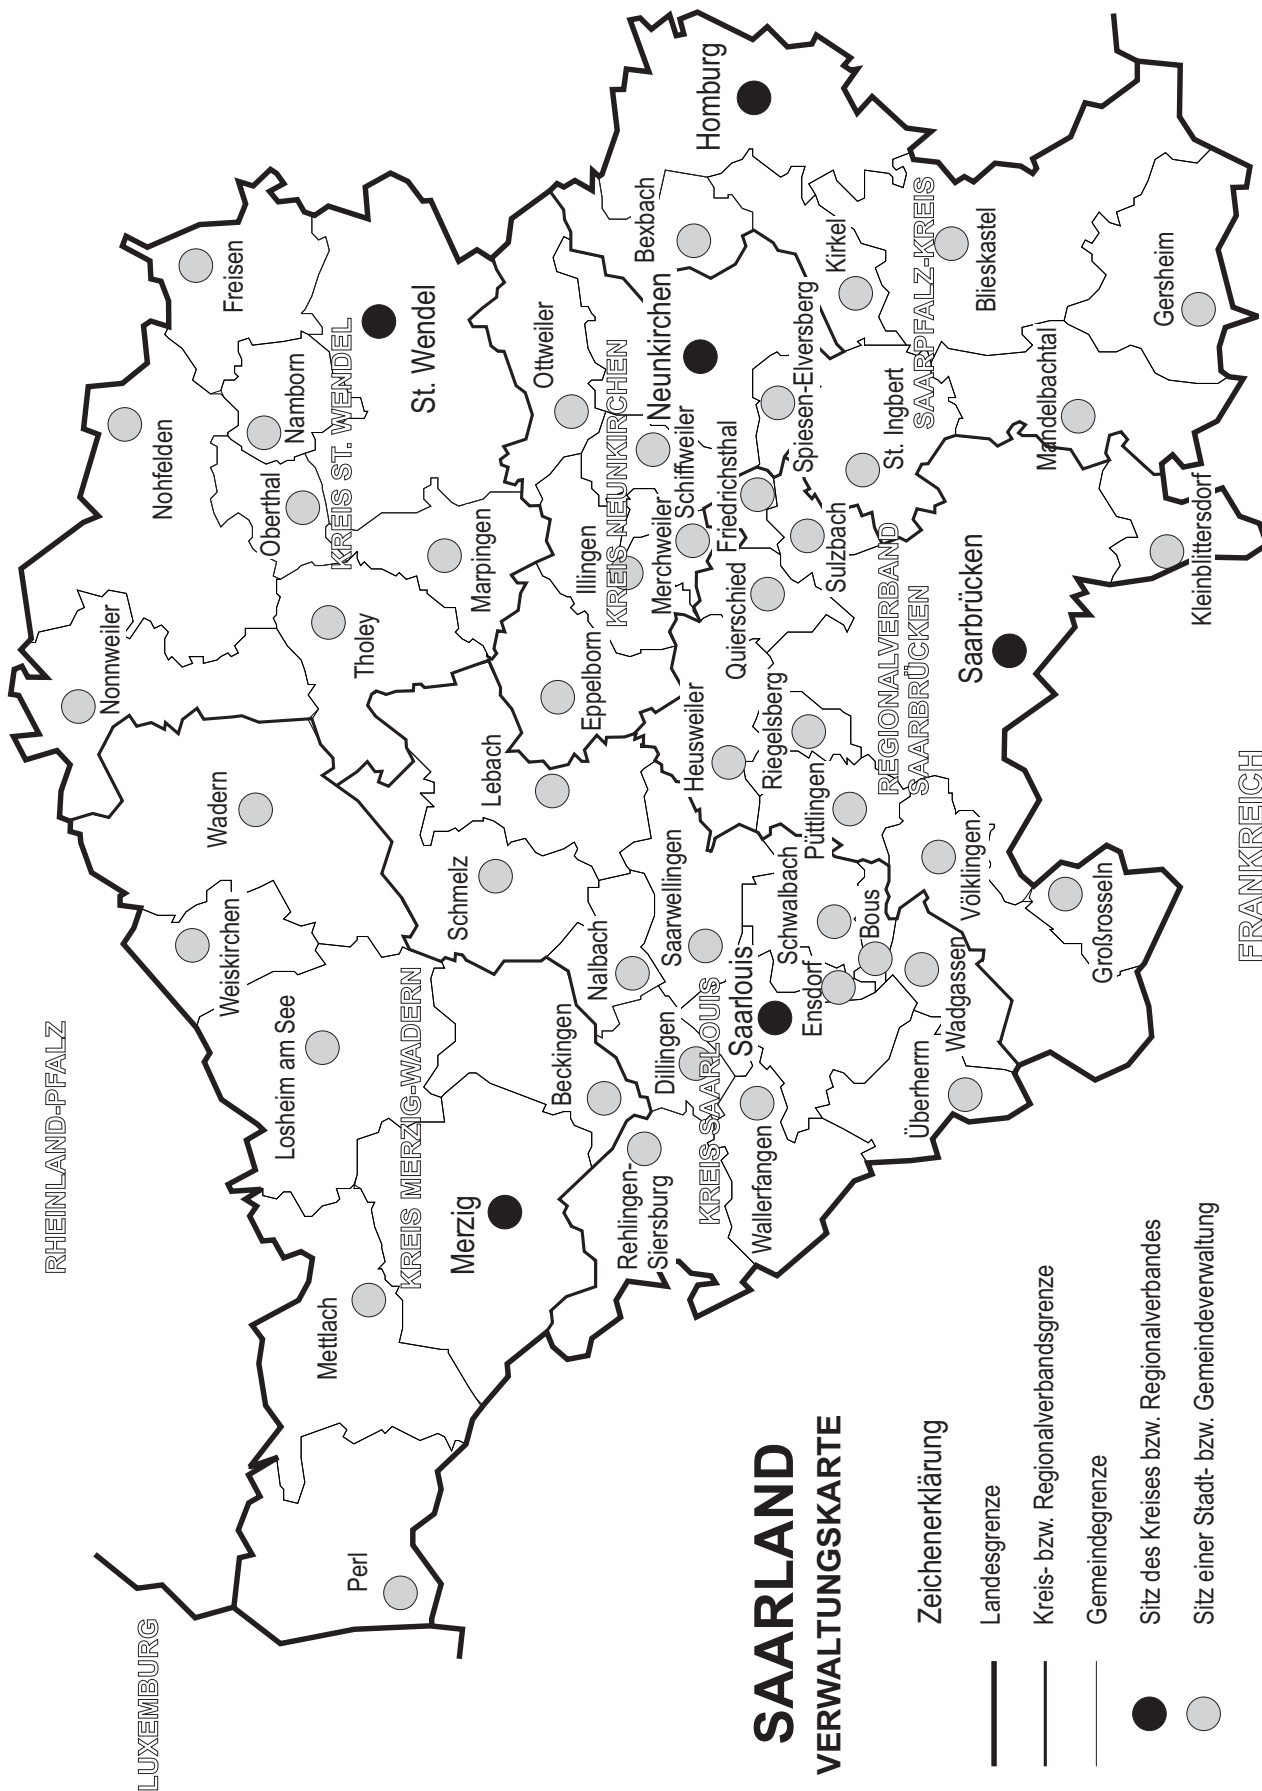 SAARLAND
VERWALTUNGSKARTE
Zeichenerklärung
Landesgrenze
Kreis- bzw. Regionalverbandsgrenze
Gemeindegrenze
Sitz des Kreises bzw. Regionalverbandes
Sitz einer Stadt- bzw. Gemeindeverwaltung
LUXEMBURG
RHEINLAND-PFALZ
FRANKREICH
KREIS MERZIG-WADERN
Perl
Mettlach
Merzig
Losheim am See
Weiskirchen
Wadern
Beckingen
KREIS ST. WENDEL
Nonnweiler
Nohfelden
Freisen
Namborn
Oberthal
St. Wendel
Tholey
Marpingen
KREIS SAARLOUIS
Rehlingen-
Siersburg
Dillingen
Nalbach
Schmelz
Lebach
Saarwellingen
Saarlouis
Wallerfangen
Schwalbach
Ensdorf
Bous
Wadgassen
Überherrn
KREIS NEUNKIRCHEN
Eppelborn
Illingen
Merchweiler
Schiffweiler
Ottweiler
Neunkirchen
Spiesen-Elversberg
REGIONALVERBAND
SAARBRÜCKEN
Heusweiler
Riegelsberg
Püttlingen
Völklingen
Großrosseln
Quierschied
Friedrichsthal
Sulzbach
Saarbrücken
Kleinblittersdorf
SAARPFALZ-KREIS
Bexbach
Homburg
Kirkel
St. Ingbert
Blieskastel
Mandelbachtal
Gersheim